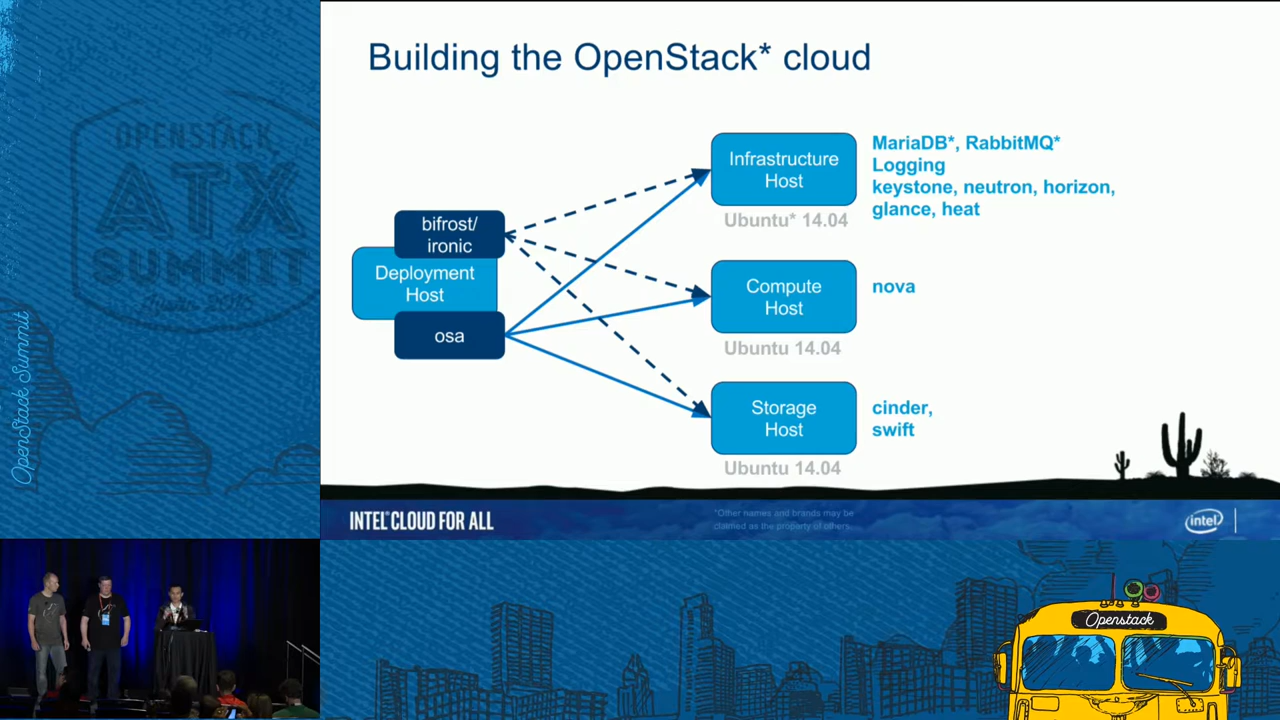 Building the OpenStack* cloud
bifrost/
ironic
Deployment
Host
osa
Infrastructure
Host
Ubuntu* 14.04
MariaDB*, RabbitMQ*
Logging
keystone, neutron, horizon,
glance, heat
Compute
Host
Ubuntu 14.04
nova
Storage
Host
Ubuntu 14.04
cinder,
swift
INTEL® CLOUD FOR ALL
*Other names and brands may be
claimed as the property of others.
intel
OPENSTACK
ATX
SUMMIT
OpenStack Summit
Openstack